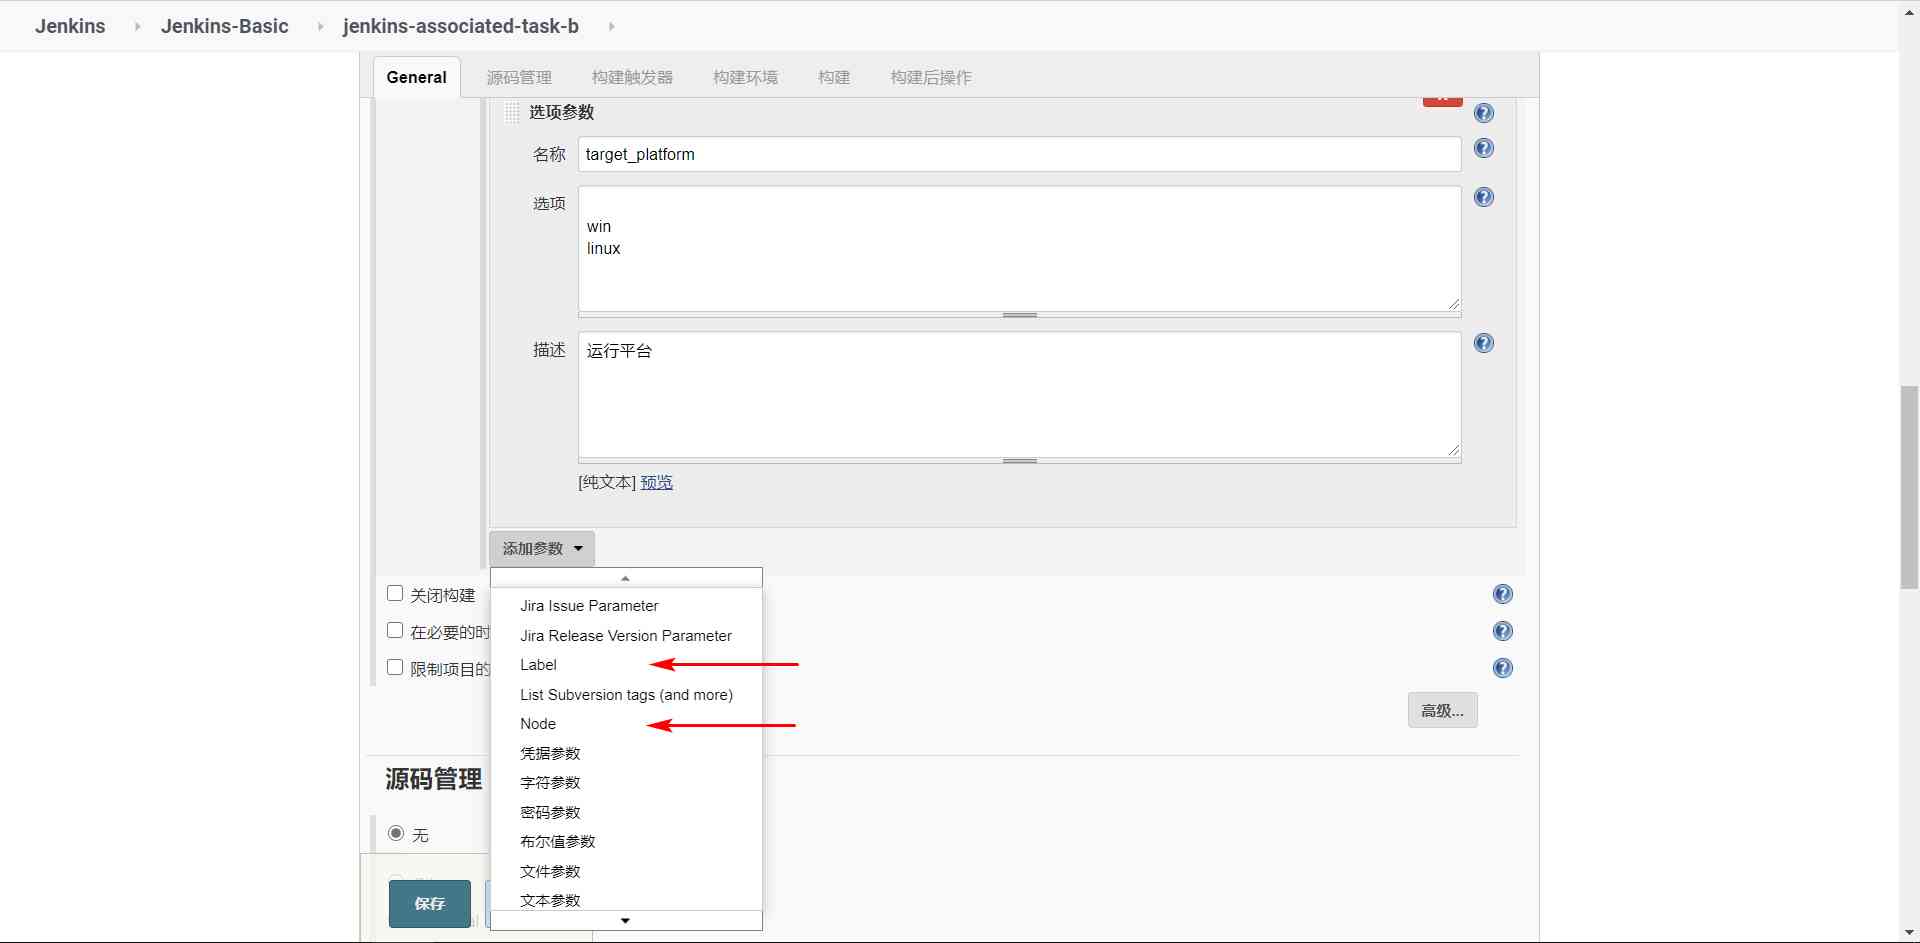 Jenkins Jenkins-Basic jenkins-associated-task-b
General 源码管理 构建触发器 构建环境 构建 构建后操作
选项参数
名称 target_platform
选项
win
linux
描述 运行平台
[纯文本] 预览
添加参数
关闭构建
在必要的时
限制项目的
Jira Issue Parameter
Jira Release Version Parameter
Label
List Subversion tags (and more)
Node
凭据参数
字符参数
密码参数
布尔值参数
文件参数
文本参数
高级...
源码管理
无
保存